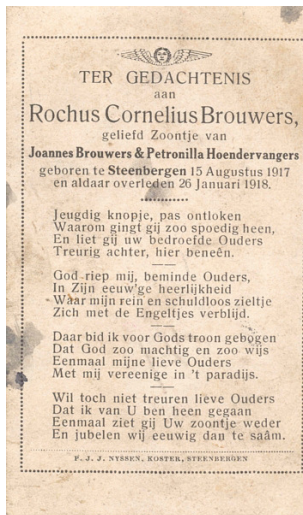 TER GEDACHTENIS
aan
Rochus Cornelius Brouwers,
geliefd Zoontje van
Joannes Brouwers & Petronilla Hoendervangers
geboren te Steenbergen 15 Augustus 1917
en aldaar overleden 26 Januari 1918.
Jeugdig knopje, pas ontloken
Waarom gingt gij zoo spoedig heen,
En liet gij uw bedroefde Ouders
Treurig achter, hier beneên.
God riep mij, beminde Ouders,
In Zijn eeuw'ge heerlijkheid
Waar mijn rein en schuldloos zieltje
Zich met de Engeltjes verblijd.
Daar bid ik voor Gods troon gebogen
Dat God zoo machtig en zoo wijs
Eenmaal mijne lieve Ouders
Met mij vereenige in 't paradijs.
Wil toch niet treuren lieve Ouders
Dat ik van U ben heen gegaan
Eenmaal ziet gij Uw zoontje weder
En jubelen wij eeuwig dan te saâm.
P. J. J. NYSSEN, KOSTER, STEENBERGEN